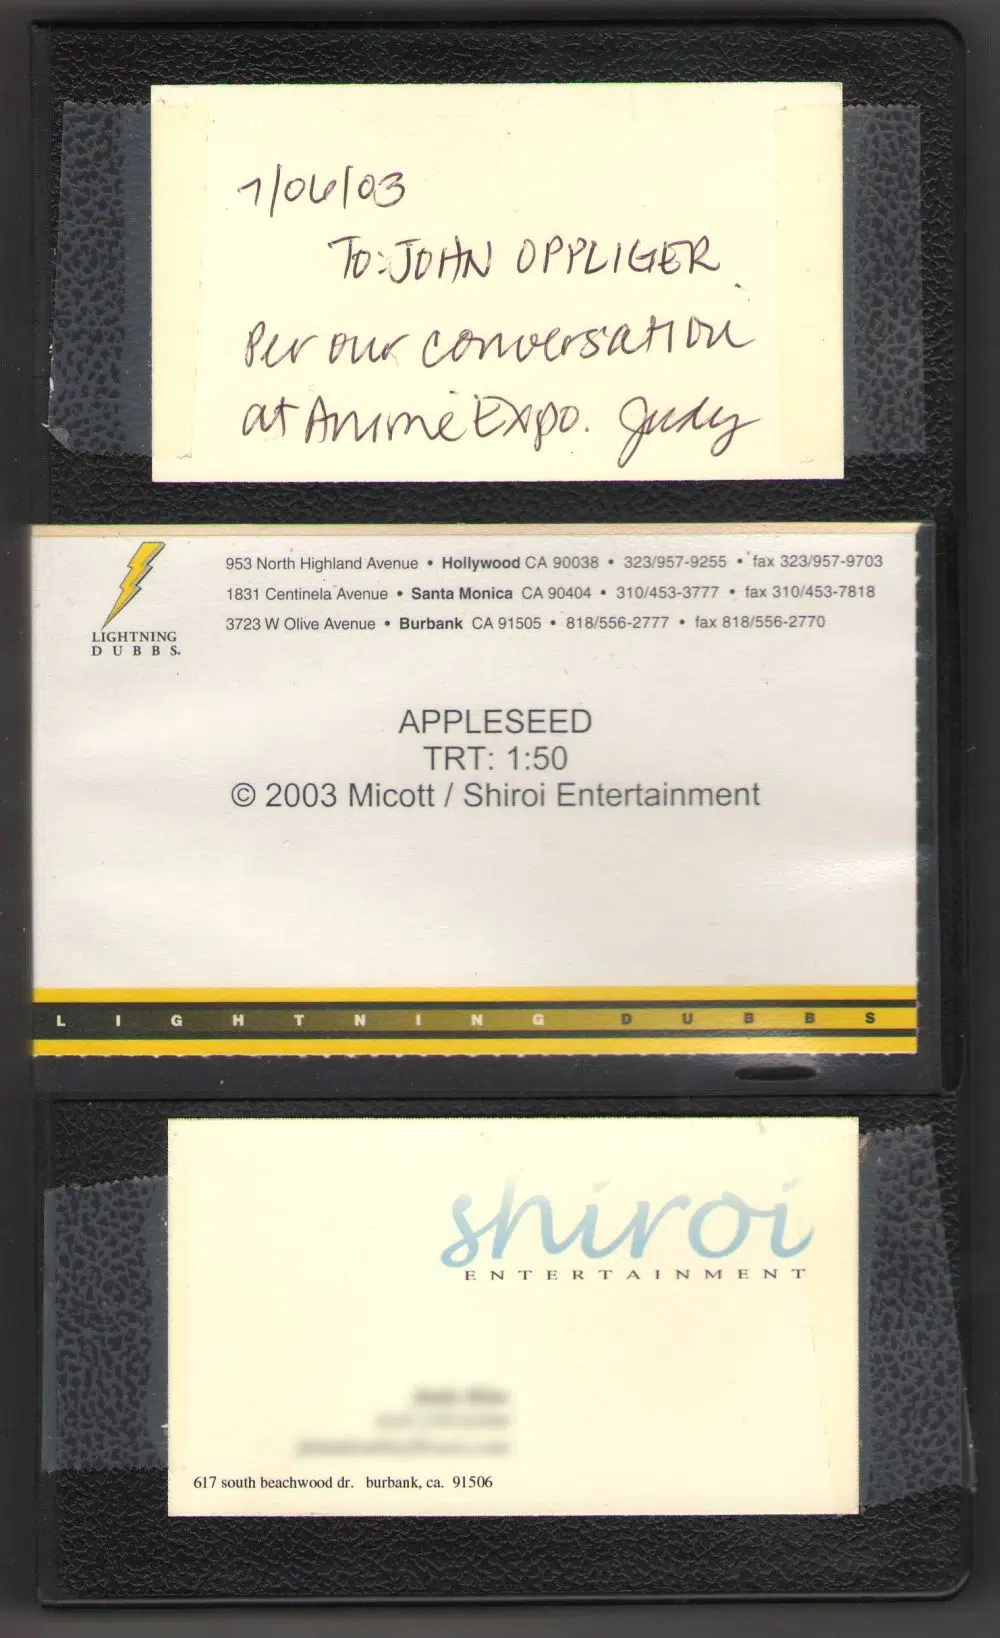 7/06/03
TO: JOHN OPPLIGER
Per our conversation
at Anime Expo. Judy
LIGHTNING
DUBBS.
953 North Highland Avenue • Hollywood CA 90038 • 323/957-9255 • fax 323/957-9703
1831 Centinela Avenue • Santa Monica CA 90404 • 310/453-3777 • fax 310/453-7818
3723 W Olive Avenue • Burbank CA 91505 • 818/556-2777 • fax 818/556-2770
APPLESEED
TRT: 1:50
© 2003 Micott / Shiroi Entertainment
LIGHTNING DUBBS
shiroi
ENTERTAINMENT
617 south beachwood dr. burbank, ca. 91506